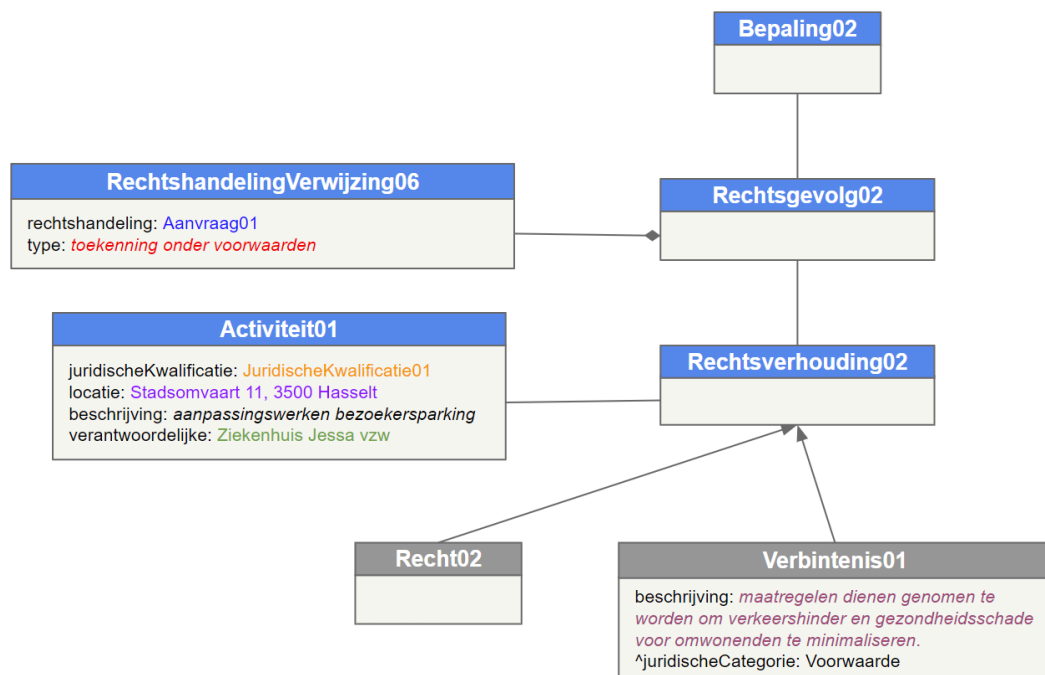 Bepaling02
RechtshandelingVerwijzing06
rechtshandeling: Aanvraag01
type: toekenning onder voorwaarden
Rechtsgevolg02
Activiteit01
juridischeKwalificatie: JuridischeKwalificatie01
locatie: Stadsomvaart 11, 3500 Hasselt
beschrijving: aanpassingswerken bezoekersparking
verantwoordelijke: Ziekenhuis Jessa vzw
Rechtsverhouding02
Recht02
Verbintenis01
beschrijving: maatregelen dienen genomen te
worden om verkeershinder en gezondheidsschade
voor omwonenden te minimaliseren.
^juridischeCategorie: Voorwaarde